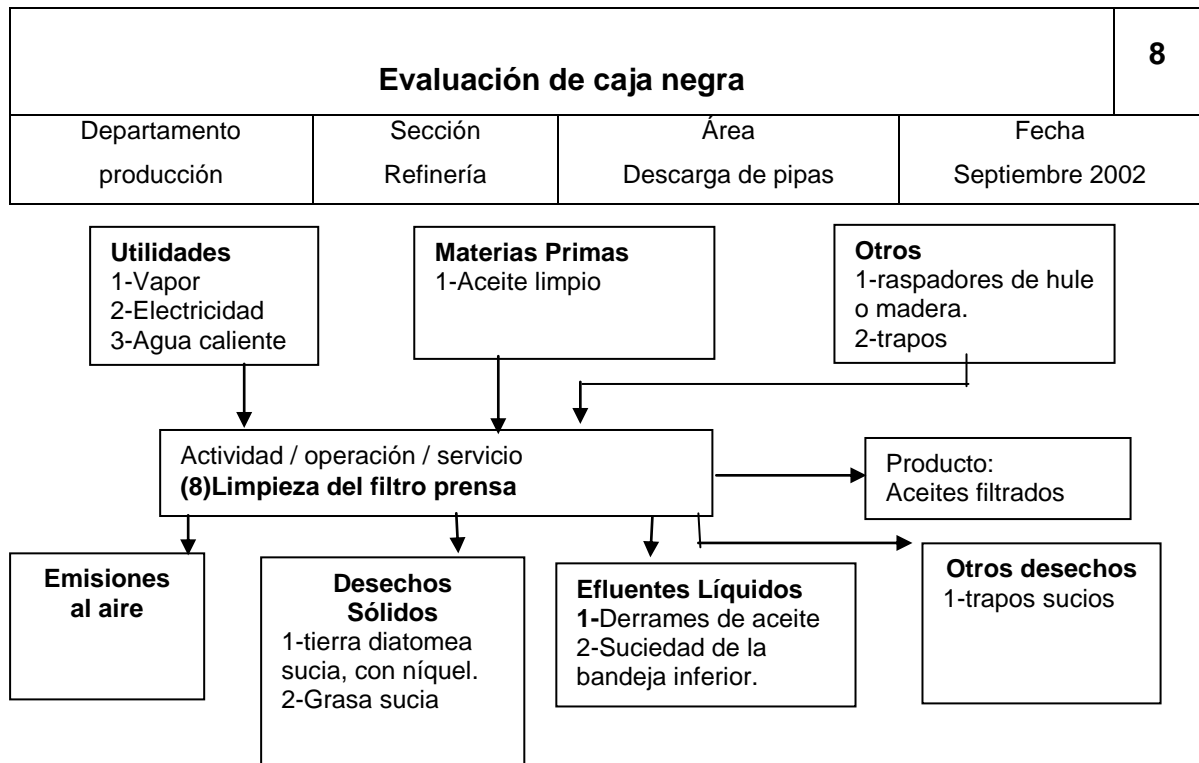 Evaluación de caja negra
8
Departamento
producción
Sección
Refinería
Área
Descarga de pipas
Fecha
Septiembre 2002
Utilidades
1-Vapor
2-Electricidad
3-Agua caliente
Materias Primas
1-Aceite limpio
Otros
1-raspadores de hule
o madera.
2-trapos
Actividad / operación / servicio
(8)Limpieza del filtro prensa
Producto:
Aceites filtrados
Emisiones
al aire
Desechos
Sólidos
1-tierra diatomea
sucia, con níquel.
2-Grasa sucia
Efluentes Líquidos
1-Derrames de aceite
2-Suciedad de la
bandeja inferior.
Otros desechos
1-trapos sucios